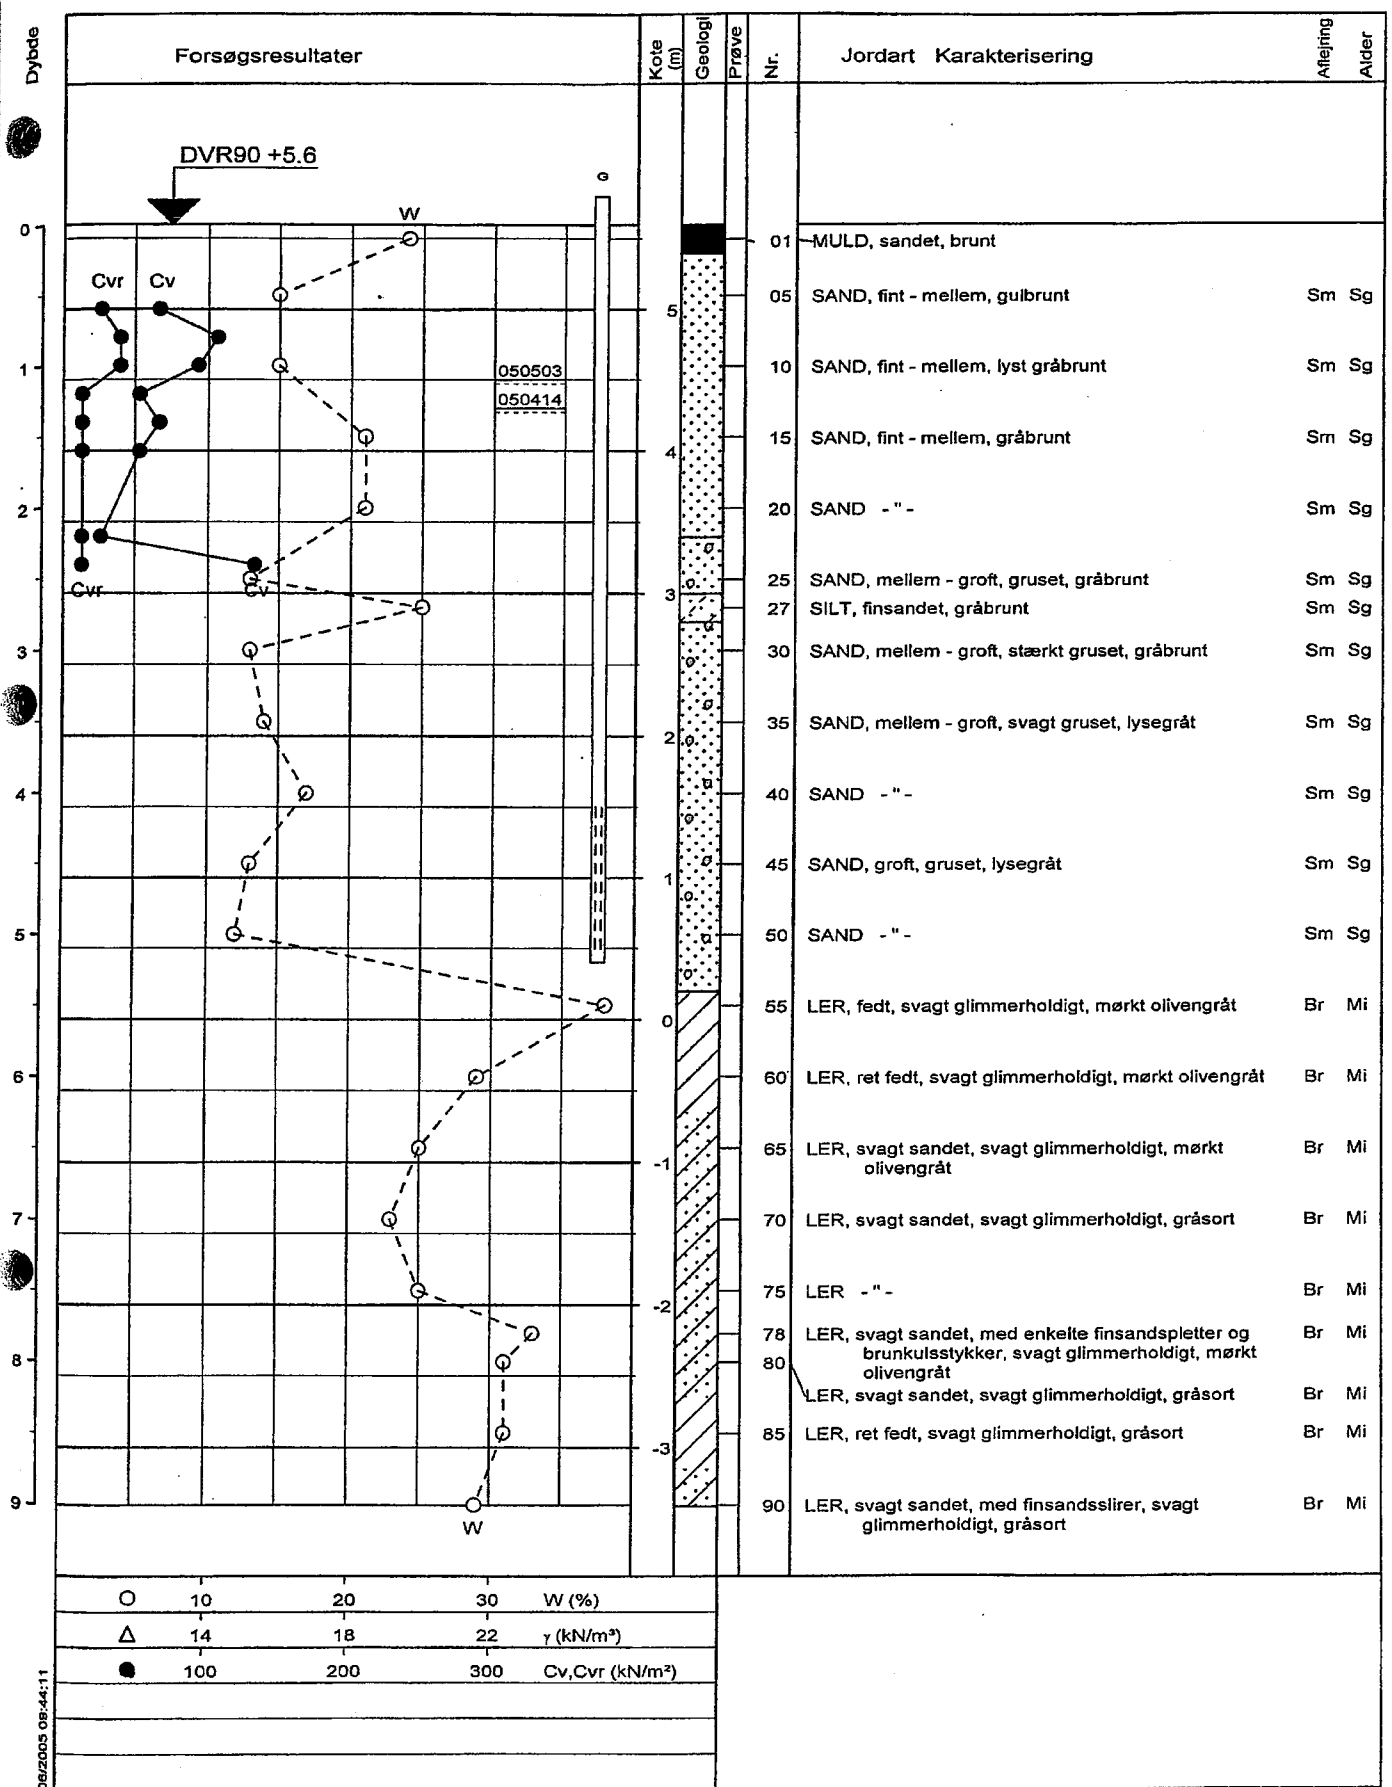 Dybde
Forsøgsresultater
Kote (m)
Geologi
Prøve
Nr.
Jordart Karakterisering
Aflejring
Alder
DVR90 +5.6
G
W
0
01 MULD, sandet, brunt
Cvr Cv
05 SAND, fint - mellem, gulbrunt Sm Sg
5
1
050503
10 SAND, fint - mellem, lyst gråbrunt Sm Sg
050414
15 SAND, fint - mellem, gråbrunt Sm Sg
4
2
20 SAND - " - Sm Sg
25 SAND, mellem - groft, gruset, gråbrunt Sm Sg
Cvr Cv
3
27 SILT, finsandet, gråbrunt Sm Sg
3
30 SAND, mellem - groft, stærkt gruset, gråbrunt Sm Sg
35 SAND, mellem - groft, svagt gruset, lysegråt Sm Sg
2
4
40 SAND - " - Sm Sg
45 SAND, groft, gruset, lysegråt Sm Sg
1
5
50 SAND - " - Sm Sg
55 LER, fedt, svagt glimmerholdigt, mørkt olivengråt Br Mi
0
6
60 LER, ret fedt, svagt glimmerholdigt, mørkt olivengråt Br Mi
65 LER, svagt sandet, svagt glimmerholdigt, mørkt Br Mi
olivengråt
-1
7
70 LER, svagt sandet, svagt glimmerholdigt, gråsort Br Mi
75 LER - " - Br Mi
-2
78 LER, svagt sandet, med enkelte finsandspletter og Br Mi
brunkulsstykker, svagt glimmerholdigt, mørkt
olivengråt
8
80 LER, svagt sandet, svagt glimmerholdigt, gråsort Br Mi
85 LER, ret fedt, svagt glimmerholdigt, gråsort Br Mi
-3
9
90 LER, svagt sandet, med finsandsslirer, svagt Br Mi
glimmerholdigt, gråsort
W
10 20 30 W (%)
14 18 22 γ (kN/m³)
100 200 300 Cv,Cvr (kN/m²)
06/2005 09:44:11